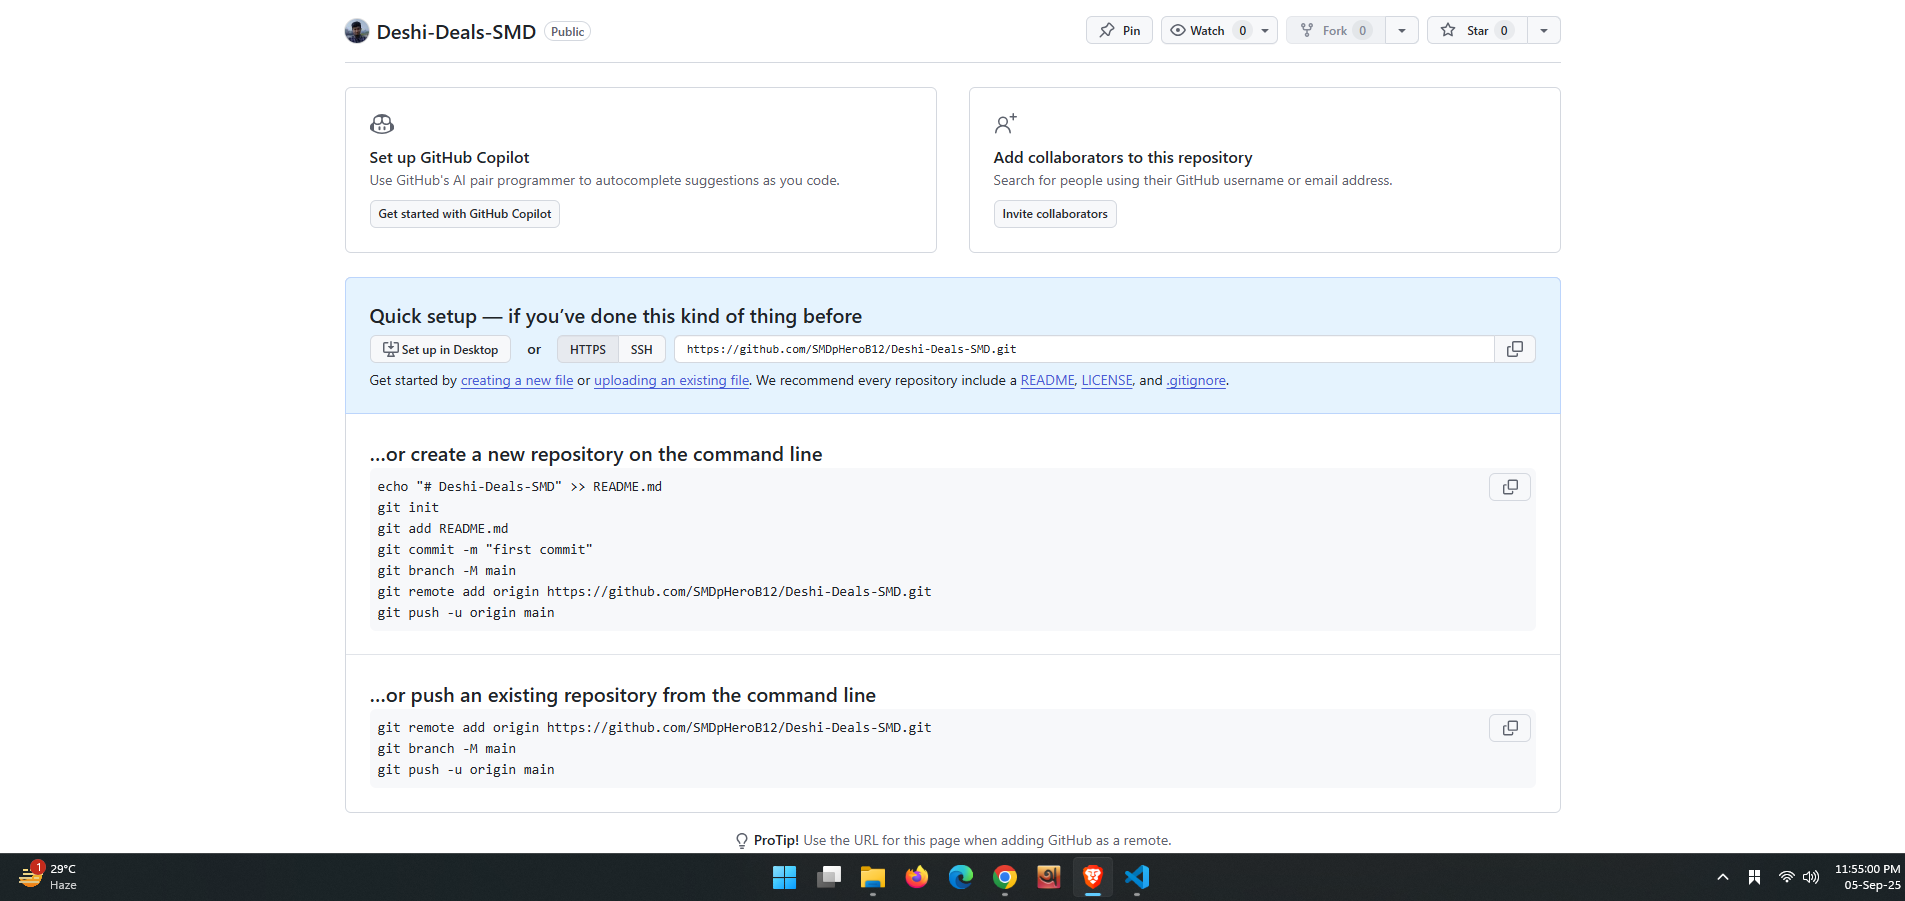 Deshi-Deals-SMD Public Pin Watch 0 Fork 0 Star 0
Set up GitHub Copilot
Use GitHub's AI pair programmer to autocomplete suggestions as you code.
Get started with GitHub Copilot
Add collaborators to this repository
Search for people using their GitHub username or email address.
Invite collaborators
Quick setup — if you’ve done this kind of thing before
Set up in Desktop or HTTPS SSH https://github.com/SMDpHeroB12/Deshi-Deals-SMD.git
Get started by creating a new file or uploading an existing file. We recommend every repository include a README, LICENSE, and .gitignore.
…or create a new repository on the command line
echo "# Deshi-Deals-SMD" >> README.md
git init
git add README.md
git commit -m "first commit"
git branch -M main
git remote add origin https://github.com/SMDpHeroB12/Deshi-Deals-SMD.git
git push -u origin main
…or push an existing repository from the command line
git remote add origin https://github.com/SMDpHeroB12/Deshi-Deals-SMD.git
git branch -M main
git push -u origin main
ProTip! Use the URL for this page when adding GitHub as a remote.
1
29°C
Haze
অ
11:55:00 PM
05-Sep-25